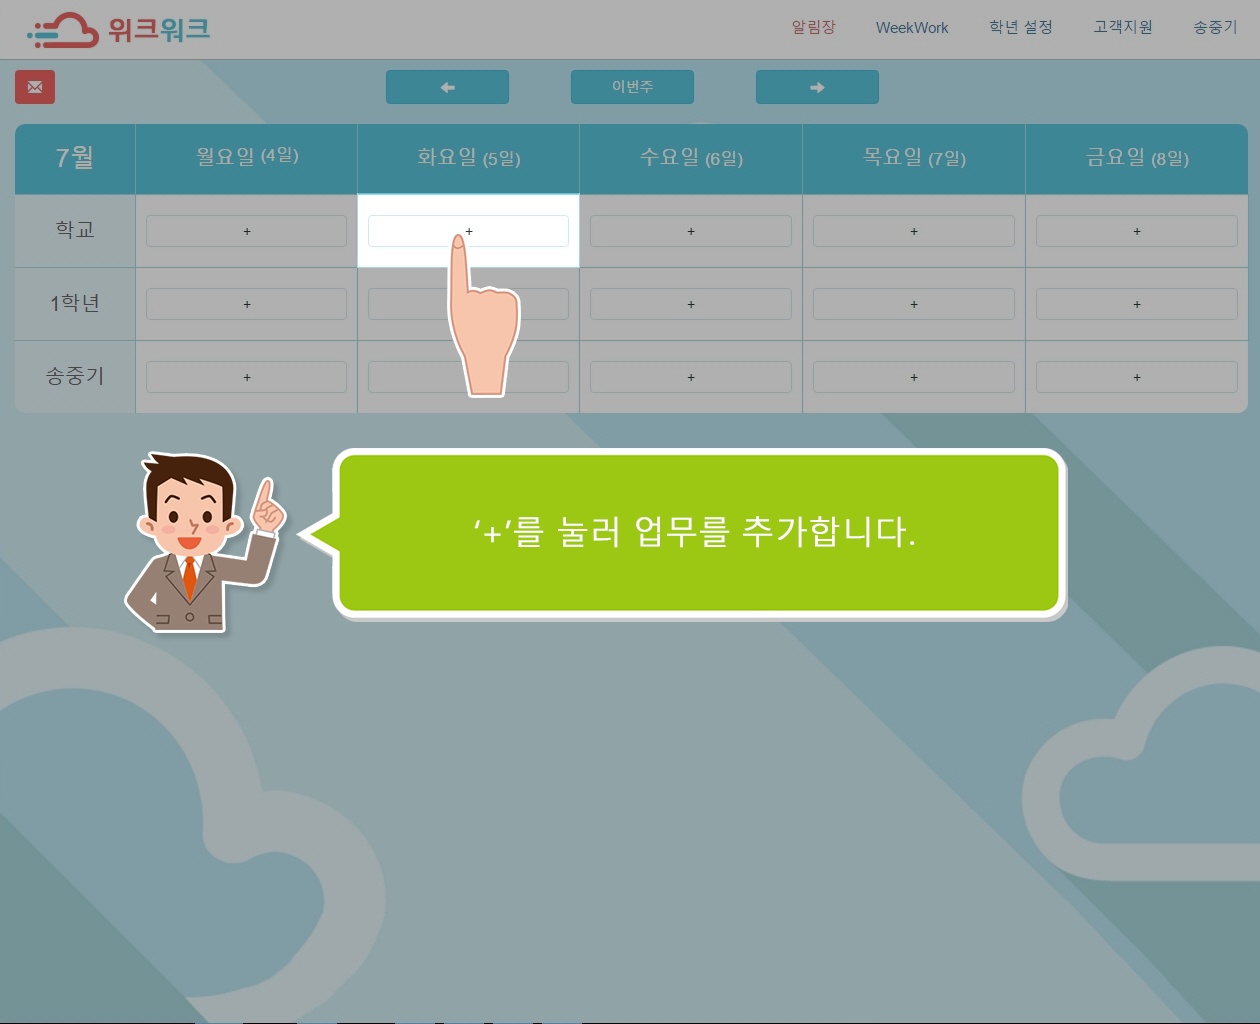 위크워크
알림장 WeekWork 학년 설정 고객지원 송중기
이번주
7월 월요일 (4일) 화요일 (5일) 수요일 (6일) 목요일 (7일) 금요일 (8일)
학교 + + + + +
1학년 + + + +
송중기 + + + +
‘+’를 눌러 업무를 추가합니다.